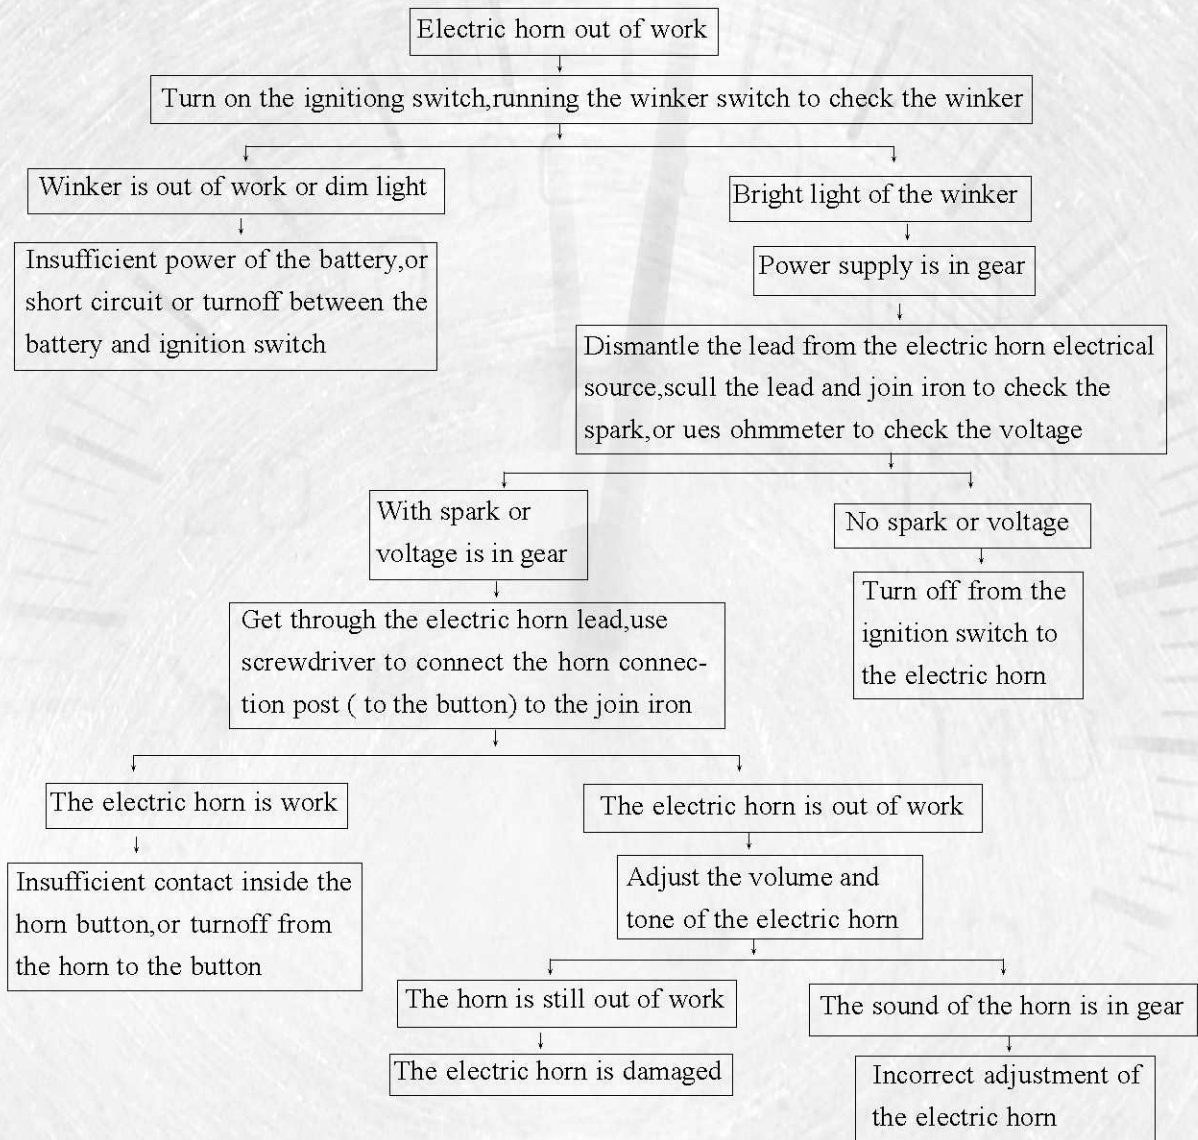 Electric horn out of work
Turn on the ignitiong switch,running the winker switch to check the winker
Winker is out of work or dim light
Bright light of the winker
Insufficient power of the battery,or
short circuit or turnoff between the
battery and ignition switch
Power supply is in gear
Dismantle the lead from the electric horn electrical
source,scull the lead and join iron to check the
spark,or ues ohmmeter to check the voltage
With spark or
voltage is in gear
No spark or voltage
Turn off from the
ignition switch to
the electric horn
Get through the electric horn lead,use
screwdriver to connect the horn connec-
tion post ( to the button) to the join iron
The electric horn is work
The electric horn is out of work
Insufficient contact inside the
horn button,or turnoff from
the horn to the button
Adjust the volume and
tone of the electric horn
The horn is still out of work
The sound of the horn is in gear
The electric horn is damaged
Incorrect adjustment of
the electric horn